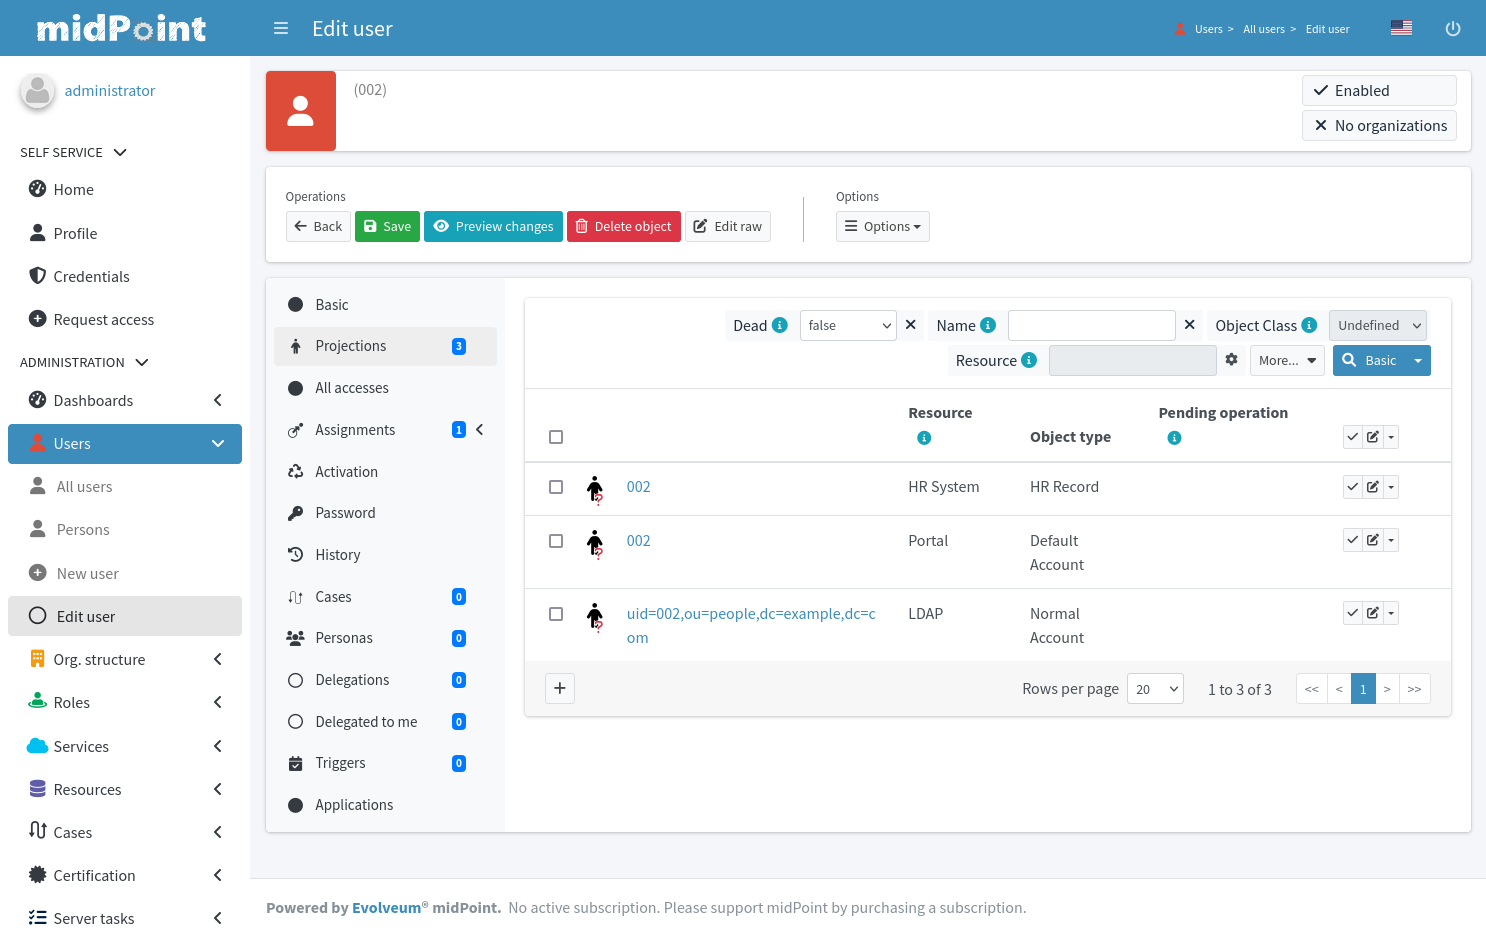 midPoint
Edit user
Users > All users > Edit user
administrator
SELF SERVICE
Home
Profile
Credentials
Request access
ADMINISTRATION
Dashboards
Users
All users
Persons
New user
Edit user
Org. structure
Roles
Services
Resources
Cases
Certification
Server tasks
(002)
Enabled
No organizations
Operations
Back Save Preview changes Delete object Edit raw
Options
Options
Basic
Projections 3
All accesses
Assignments 1
Activation
Password
History
Cases 0
Personas 0
Delegations 0
Delegated to me 0
Triggers 0
Applications
Dead false Name Object Class Undefined
Resource More... Basic
Resource Object type Pending operation
002 HR System HR Record
002 Portal Default
Account
uid=002,ou=people,dc=example,dc=c LDAP Normal
om Account
Rows per page 20 1 to 3 of 3 << < 1 > >>
Powered by Evolveum® midPoint. No active subscription. Please support midPoint by purchasing a subscription.